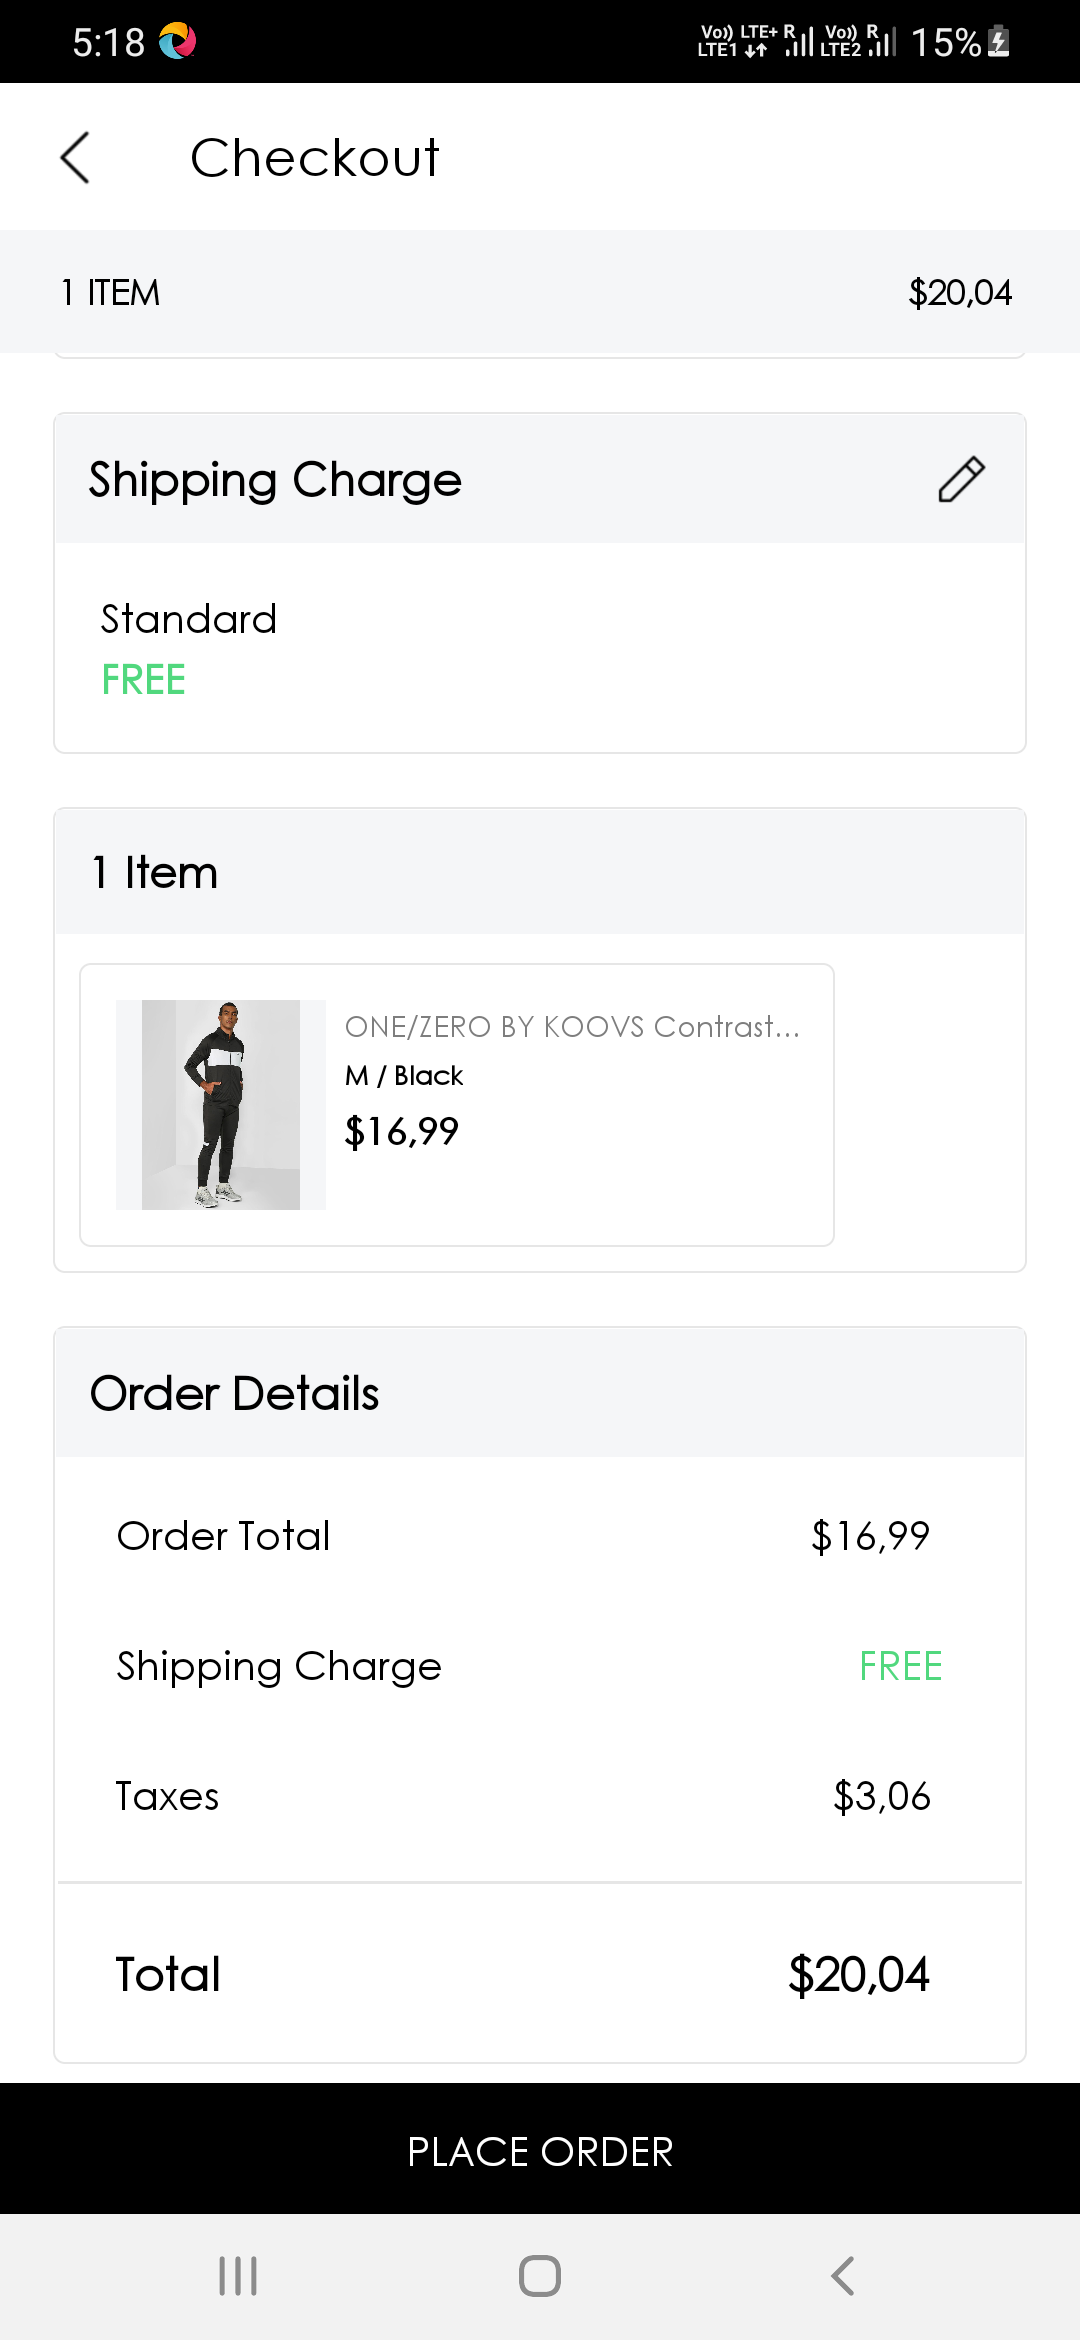 5:18
Vo)) LTE+ R Vo)) R
LTE1 LTE2 15%
Checkout
1 ITEM $20,04
Shipping Charge
Standard
FREE
1 Item
ONE/ZERO BY KOOVS Contrast...
M / Black
$16,99
Order Details
Order Total $16,99
Shipping Charge FREE
Taxes $3,06
Total $20,04
PLACE ORDER